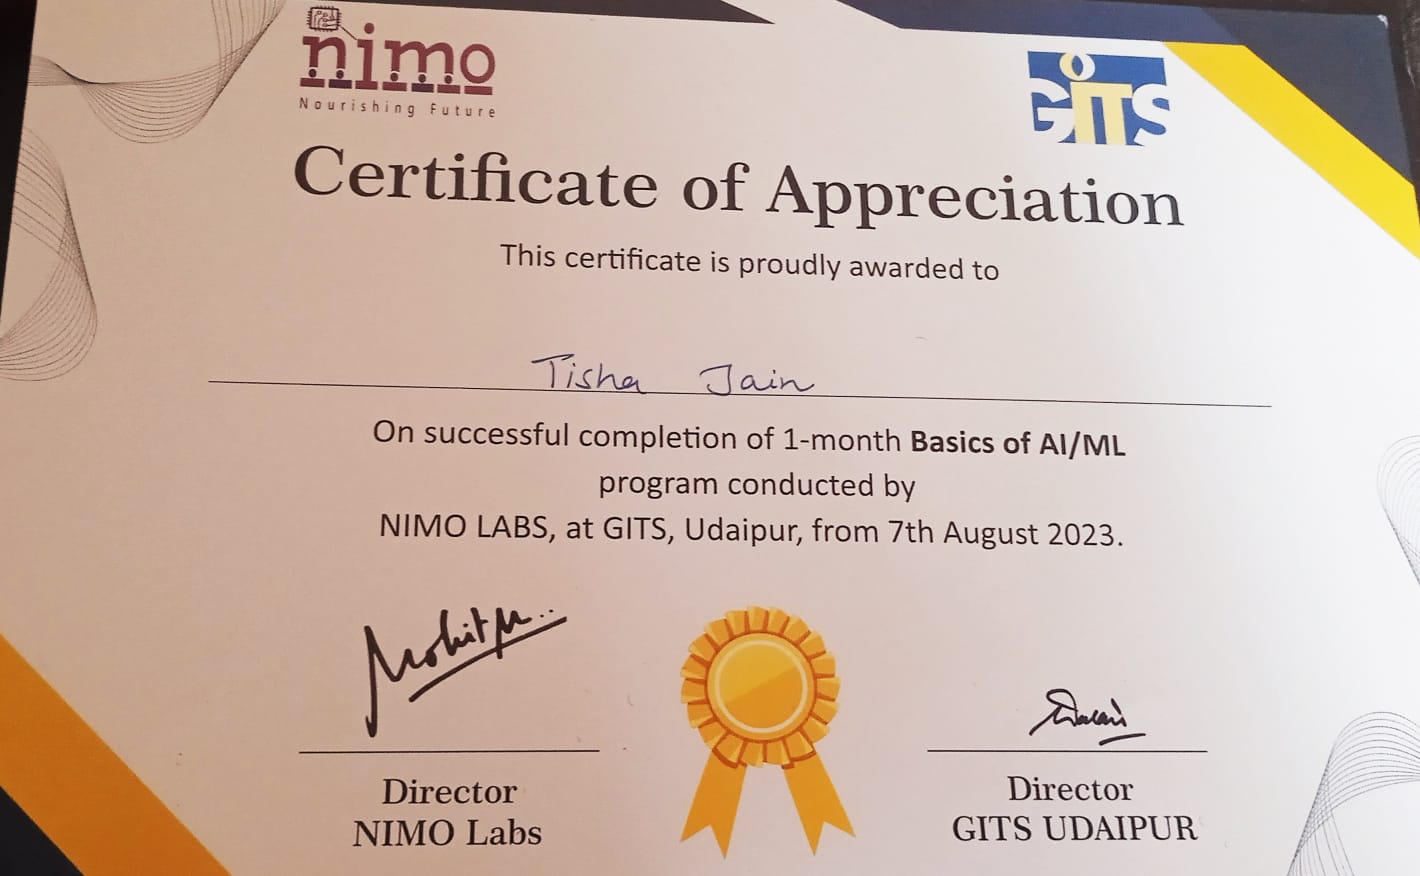 nimo
Nourishing Future
GITS
Certificate of Appreciation
This certificate is proudly awarded to
Tisha Jain
On successful completion of 1-month Basics of AI/ML
program conducted by
NIMO LABS, at GITS, Udaipur, from 7th August 2023.
Mohit M...
Director
NIMO Labs
Director
GITS UDAIPUR